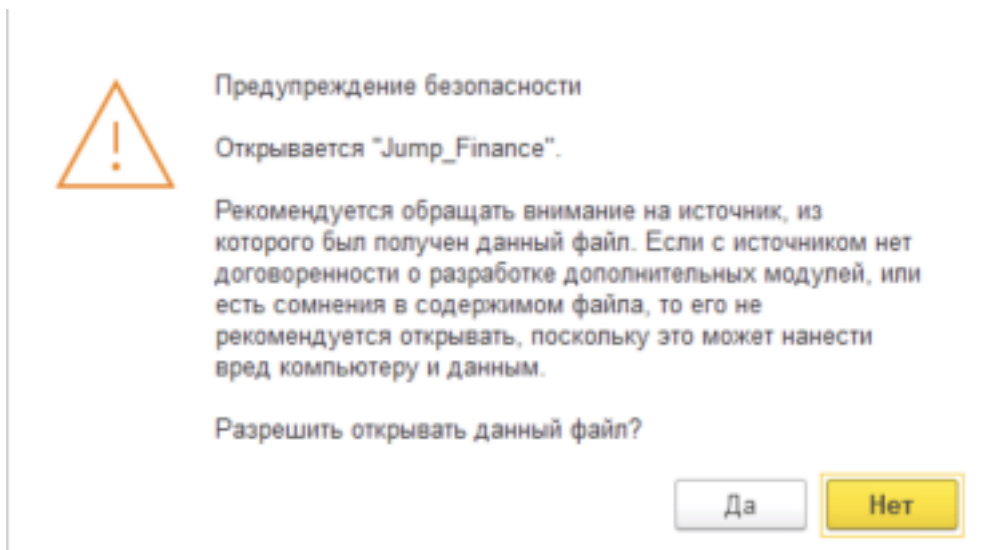 Предупреждение безопасности
Открывается "Jump_Finance".
Рекомендуется обращать внимание на источник, из
которого был получен данный файл. Если с источником нет
договоренности о разработке дополнительных модулей, или
есть сомнения в содержимом файла, то его не
рекомендуется открывать, поскольку это может нанести
вред компьютеру и данным.
Разрешить открывать данный файл?
Да
Нет